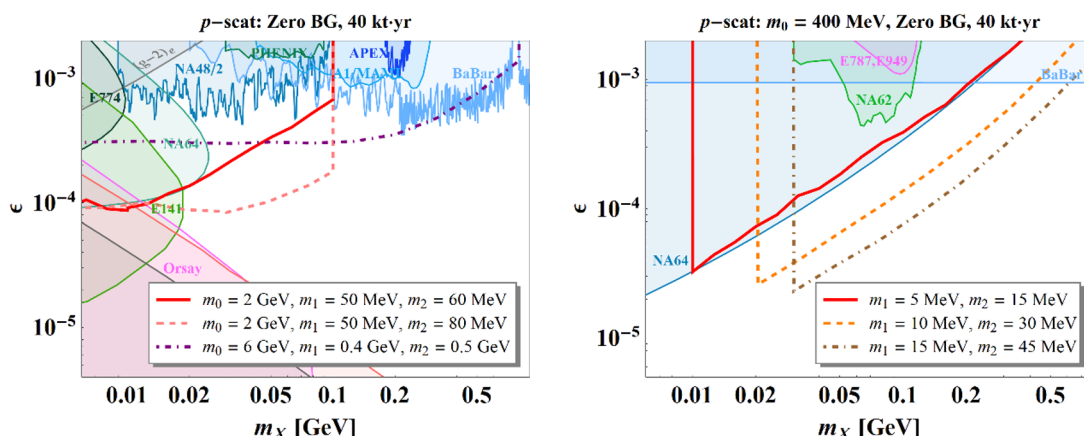 p−scat: Zero BG, 40 kt·yr
(g-2)e
PHENIX
APEX
NA48/2
A1/MAMI
BaBar
E774
NA64
E141
Orsay
m0 = 2 GeV, m1 = 50 MeV, m2 = 60 MeV
m0 = 2 GeV, m1 = 50 MeV, m2 = 80 MeV
m0 = 6 GeV, m1 = 0.4 GeV, m2 = 0.5 GeV
10⁻³
10⁻⁴
10⁻⁵
ϵ
0.01 0.02 0.05 0.1 0.2 0.5
mX [GeV]
p−scat: m0 = 400 MeV, Zero BG, 40 kt·yr
E787,E949
BaBar
NA62
NA64
m1 = 5 MeV, m2 = 15 MeV
m1 = 10 MeV, m2 = 30 MeV
m1 = 15 MeV, m2 = 45 MeV
10⁻³
10⁻⁴
10⁻⁵
ϵ
0.01 0.02 0.05 0.1 0.2 0.5
mX [GeV]